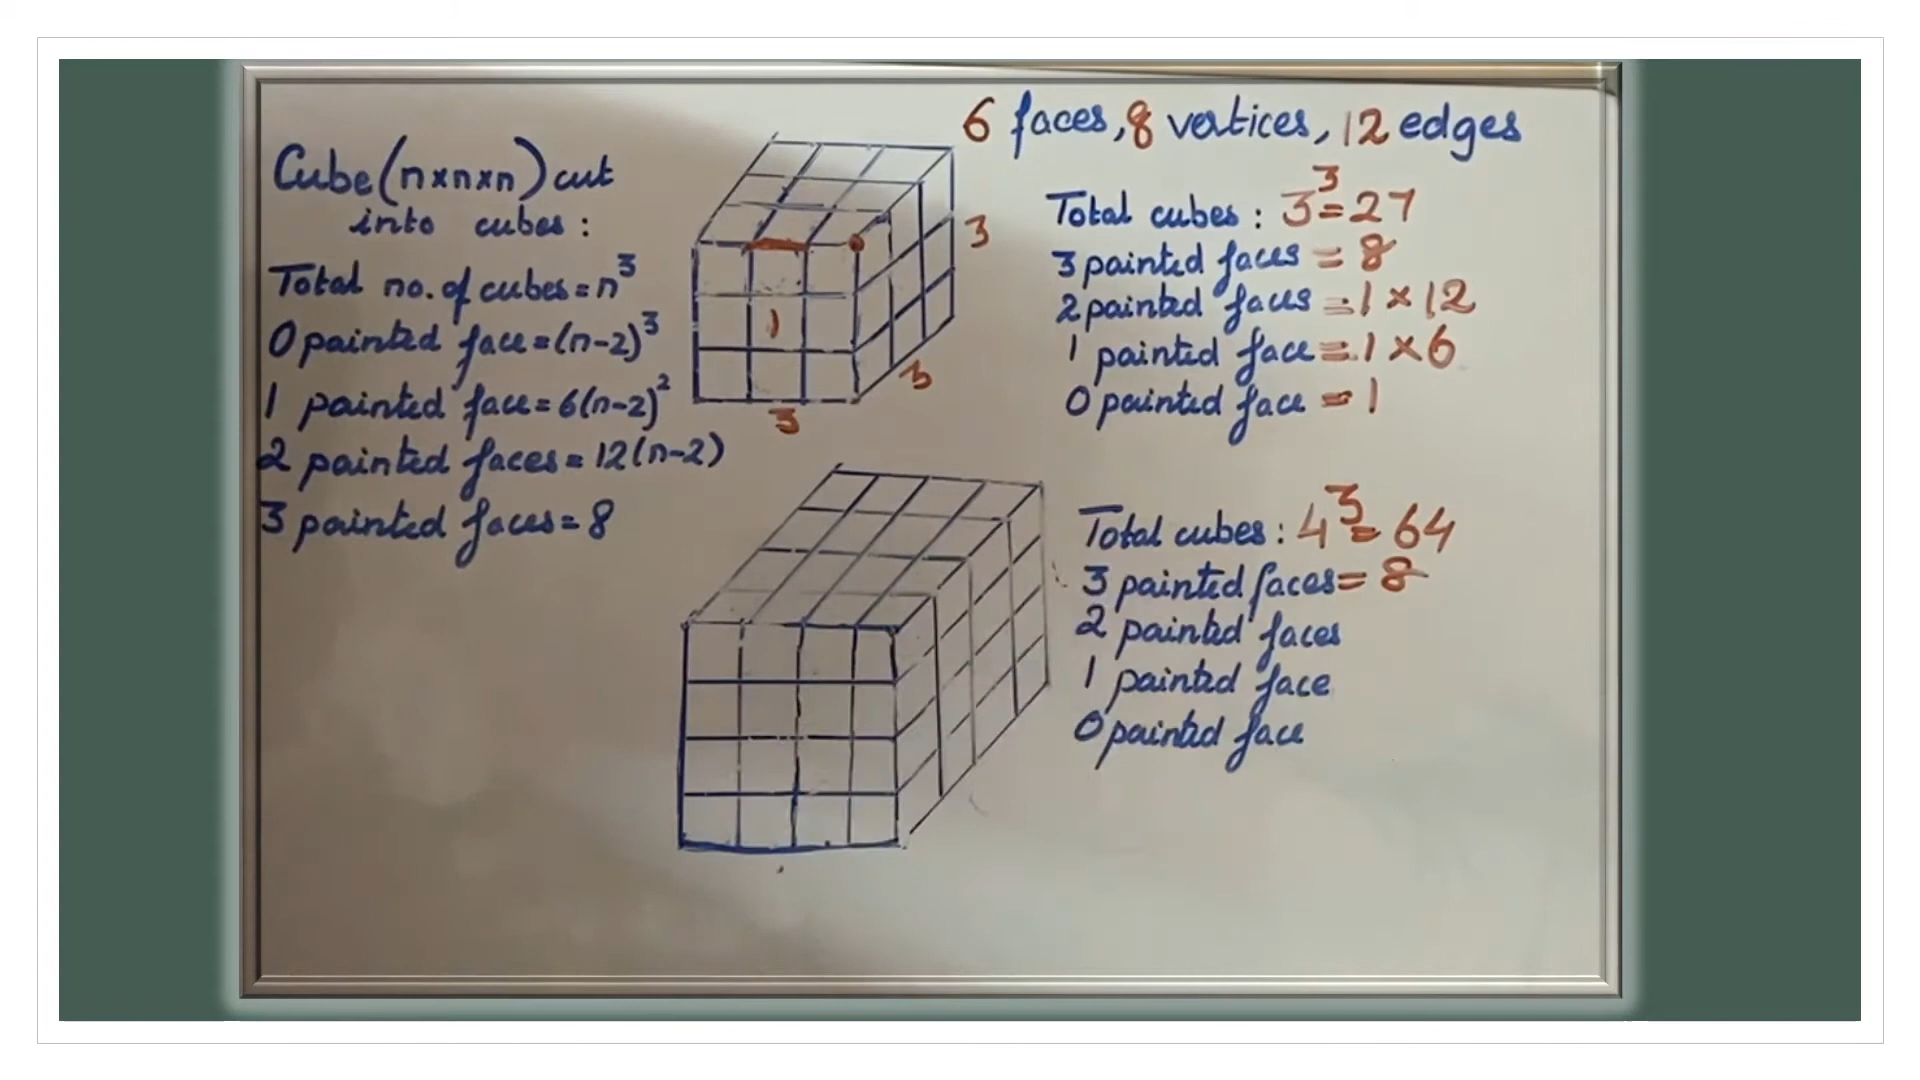 6 faces, 8 vertices, 12 edges
Cube(n×n×n) cut
into cubes:
Total no. of cubes = n³
0 painted face = (n-2)³
1 painted face = 6(n-2)²
2 painted faces = 12(n-2)
3 painted faces = 8
1
3
3
3
Total cubes : 3³ = 27
3 painted faces = 8
2 painted faces = 1 × 12
1 painted face = 1 × 6
0 painted face = 1
Total cubes : 4³ = 64
3 painted faces = 8
2 painted faces
1 painted face
0 painted face